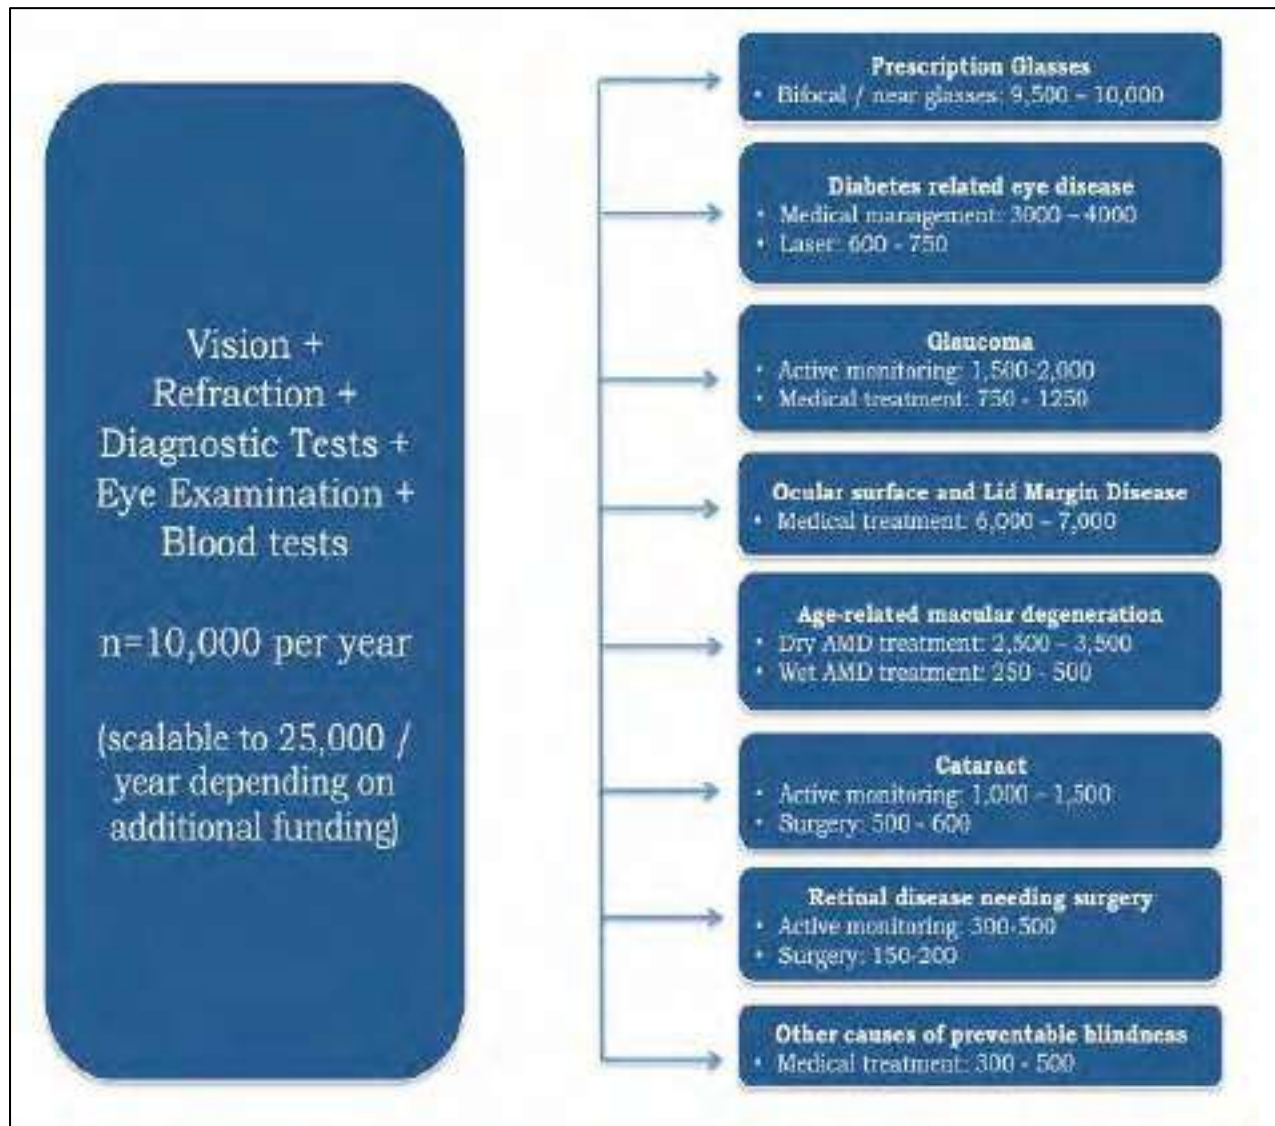 Vision +
Refraction +
Diagnostic Tests +
Eye Examination +
Blood tests
n=10,000 per year
(scalable to 25,000 /
year depending on
additional funding)
Prescription Glasses
• Bifocal / near glasses: 9,500 – 10,000
Diabetes related eye disease
• Medical management: 3000 – 4000
• Laser: 600 - 750
Glaucoma
• Active monitoring: 1,500-2,000
• Medical treatment: 750 - 1250
Ocular surface and Lid Margin Disease
• Medical treatment: 6,000 – 7,000
Age-related macular degeneration
• Dry AMD treatment: 2,500 – 3,500
• Wet AMD treatment: 250 - 500
Cataract
• Active monitoring: 1,000 – 1,500
• Surgery: 500 - 600
Retinal disease needing surgery
• Active monitoring: 300-500
• Surgery: 150-200
Other causes of preventable blindness
• Medical treatment: 300 - 500